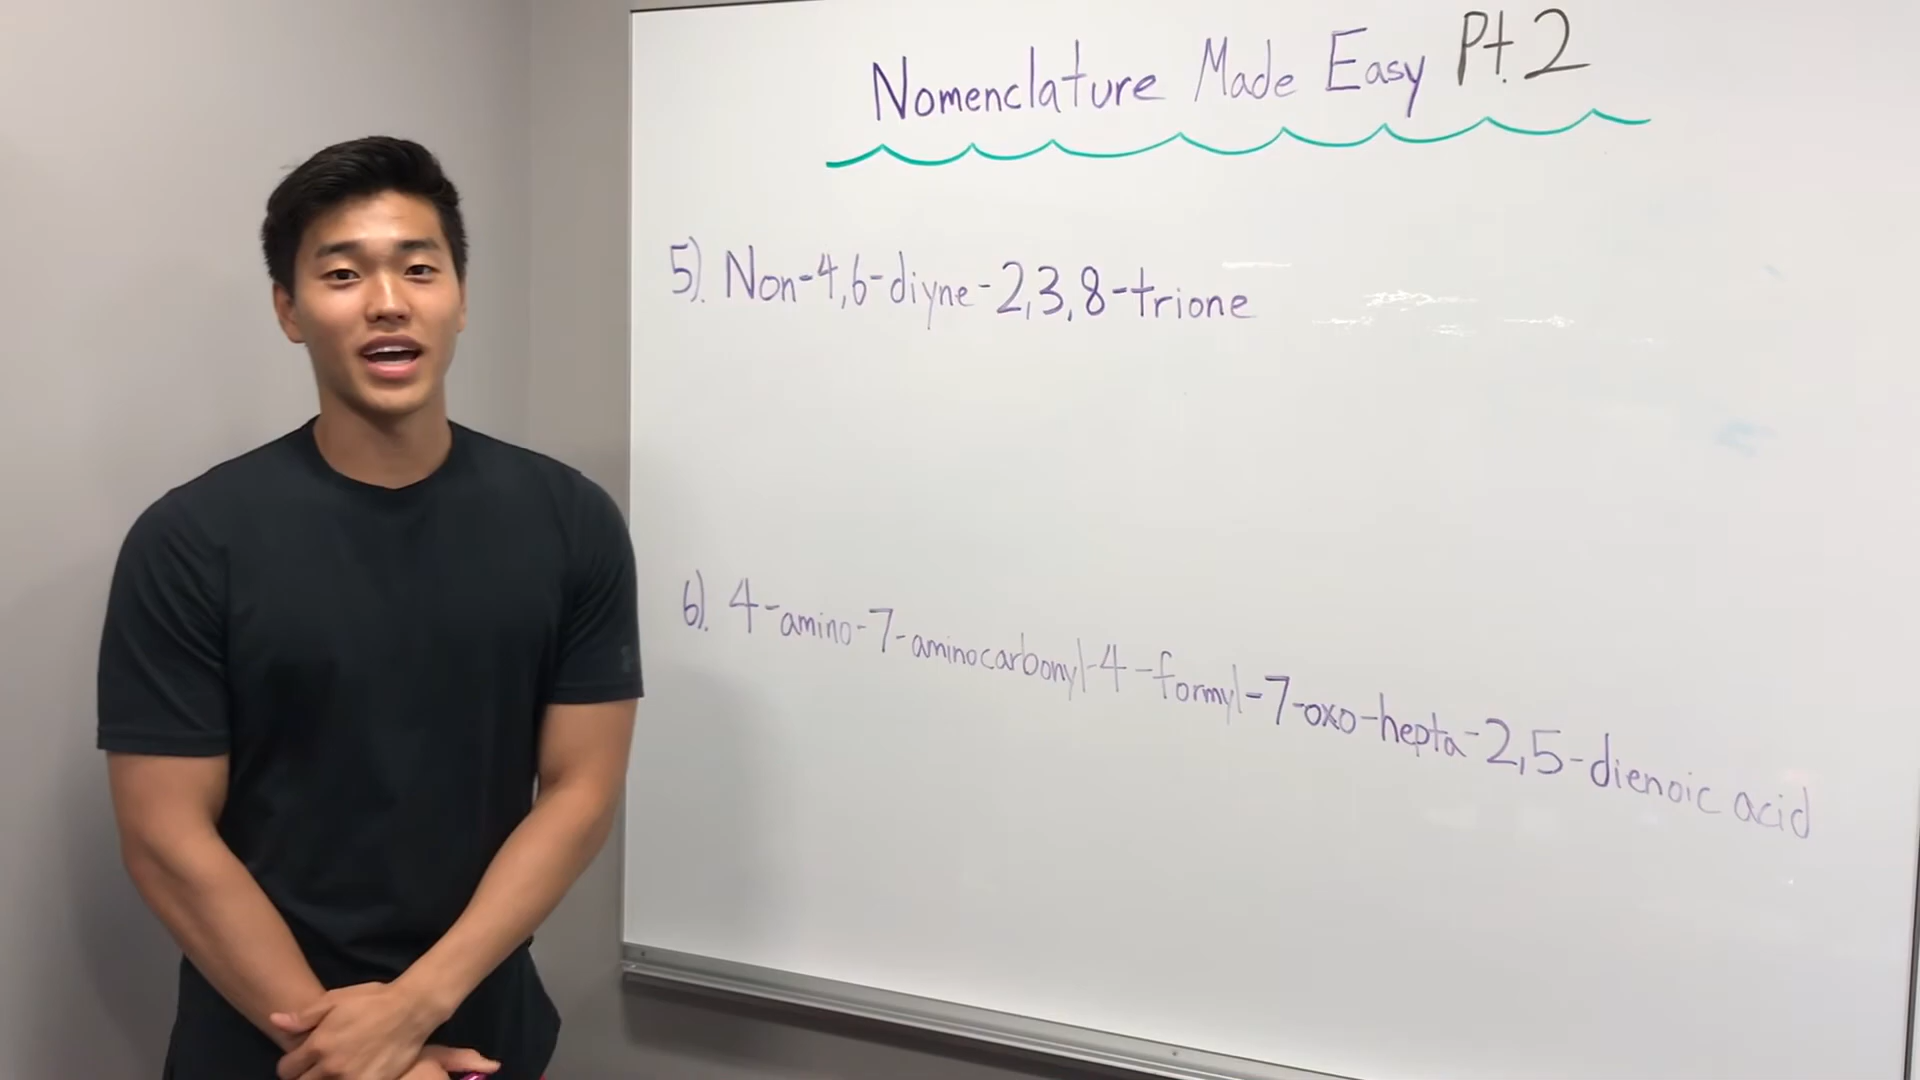 Nomenclature Made Easy Pt. 2
5). Non-4,6-diyne-2,3,8-trione
6). 4-amino-7-aminocarbonyl-4-formyl-7-oxo-hepta-2,5-dienoic acid